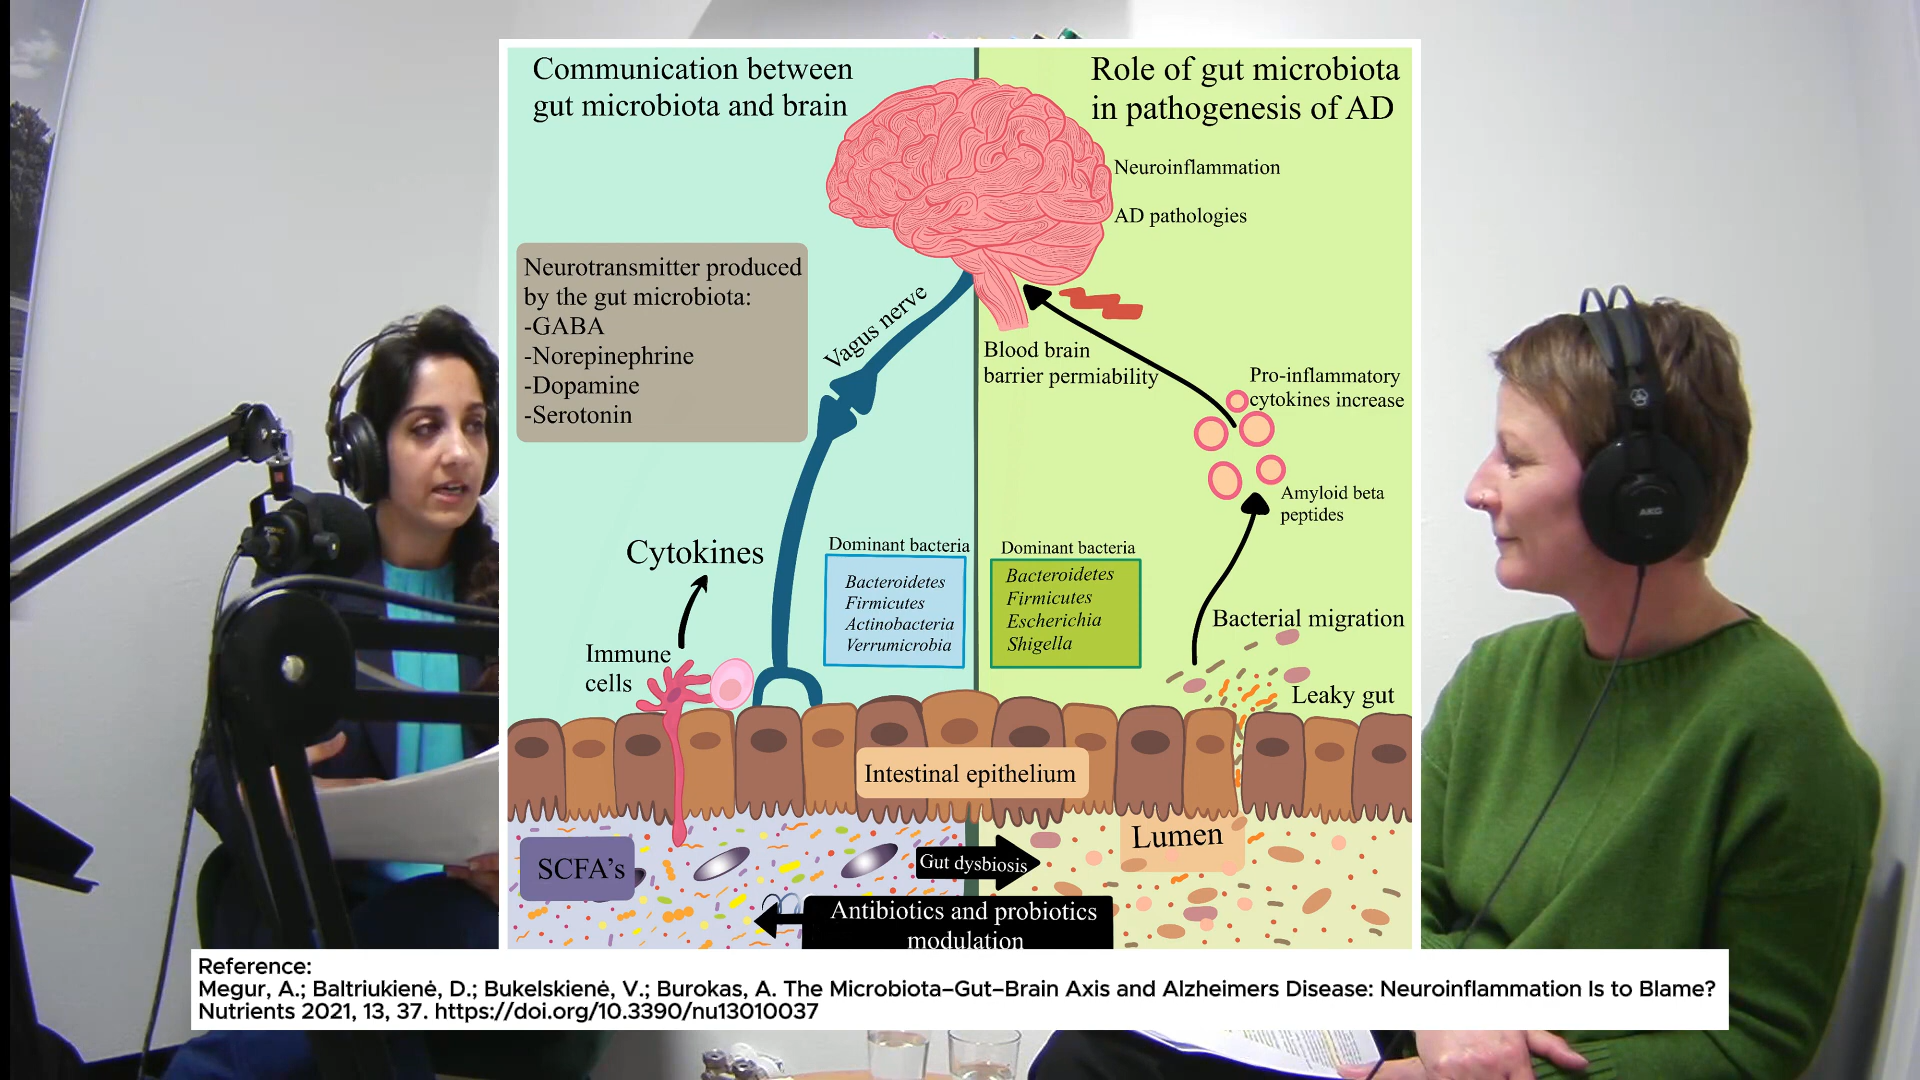 Communication between
gut microbiota and brain
Role of gut microbiota
in pathogenesis of AD
Neuroinflammation
AD pathologies
Neurotransmitter produced
by the gut microbiota:
-GABA
-Norepinephrine
-Dopamine
-Serotonin
Vagus nerve
Blood brain
barrier permiability
Pro-inflammatory
cytokines increase
Amyloid beta
peptides
Cytokines
Dominant bacteria
Bacteroidetes
Firmicutes
Actinobacteria
Verrumicrobia
Dominant bacteria
Bacteroidetes
Firmicutes
Escherichia
Shigella
Bacterial migration
Immune
cells
Leaky gut
Intestinal epithelium
Lumen
SCFA's
Gut dysbiosis
Antibiotics and probiotics
modulation
AKG
Reference:
Megur, A.; Baltriukienė, D.; Bukelskienė, V.; Burokas, A. The Microbiota–Gut–Brain Axis and Alzheimers Disease: Neuroinflammation Is to Blame?
Nutrients 2021, 13, 37. https://doi.org/10.3390/nu13010037